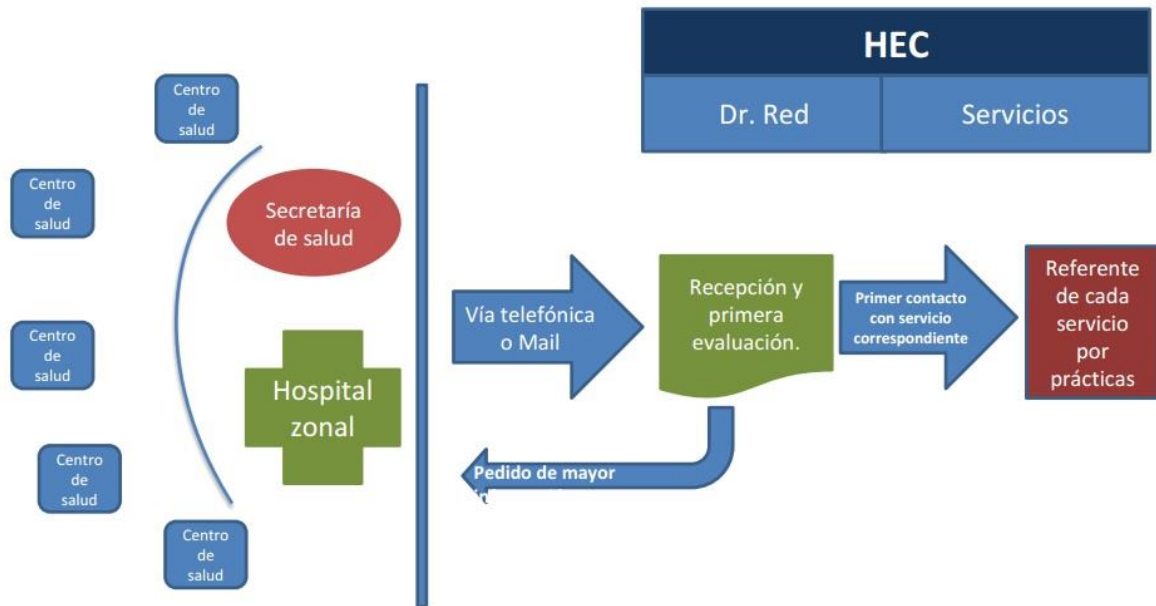 HEC
Dr. Red
Servicios
Centro
de
salud
Centro
de
salud
Centro
de
salud
Centro
de
salud
Centro
de
salud
Secretaría
de salud
Hospital
zonal
Vía telefónica
o Mail
Recepción y
primera
evaluación.
Primer contacto
con servicio
correspondiente
Referente
de cada
servicio
por
prácticas
Pedido de mayor